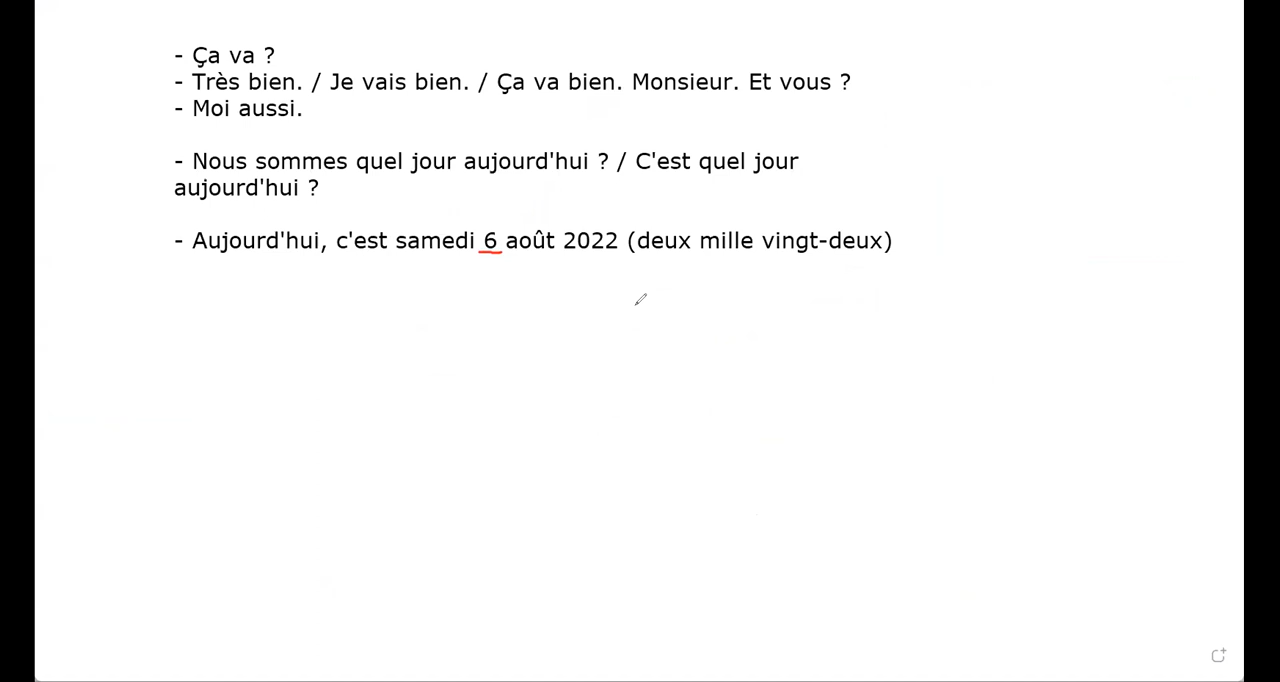 - Ça va ?
- Très bien. / Je vais bien. / Ça va bien. Monsieur. Et vous ?
- Moi aussi.
- Nous sommes quel jour aujourd'hui ? / C'est quel jour
aujourd'hui ?
- Aujourd'hui, c'est samedi 6 août 2022 (deux mille vingt-deux)